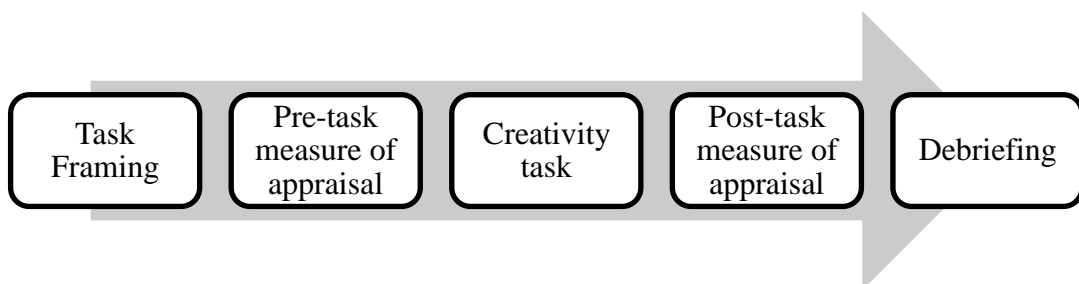 Task
Framing
Pre-task
measure of
appraisal
Creativity
task
Post-task
measure of
appraisal
Debriefing